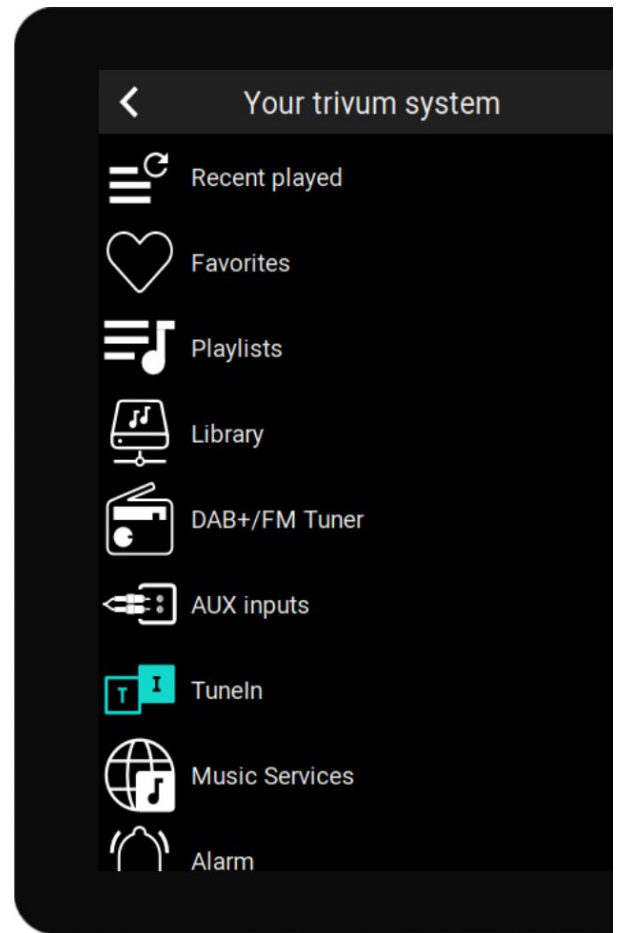 Your trivum system
Recent played
Favorites
Playlists
Library
DAB+/FM Tuner
AUX inputs
T I TuneIn
Music Services
Alarm